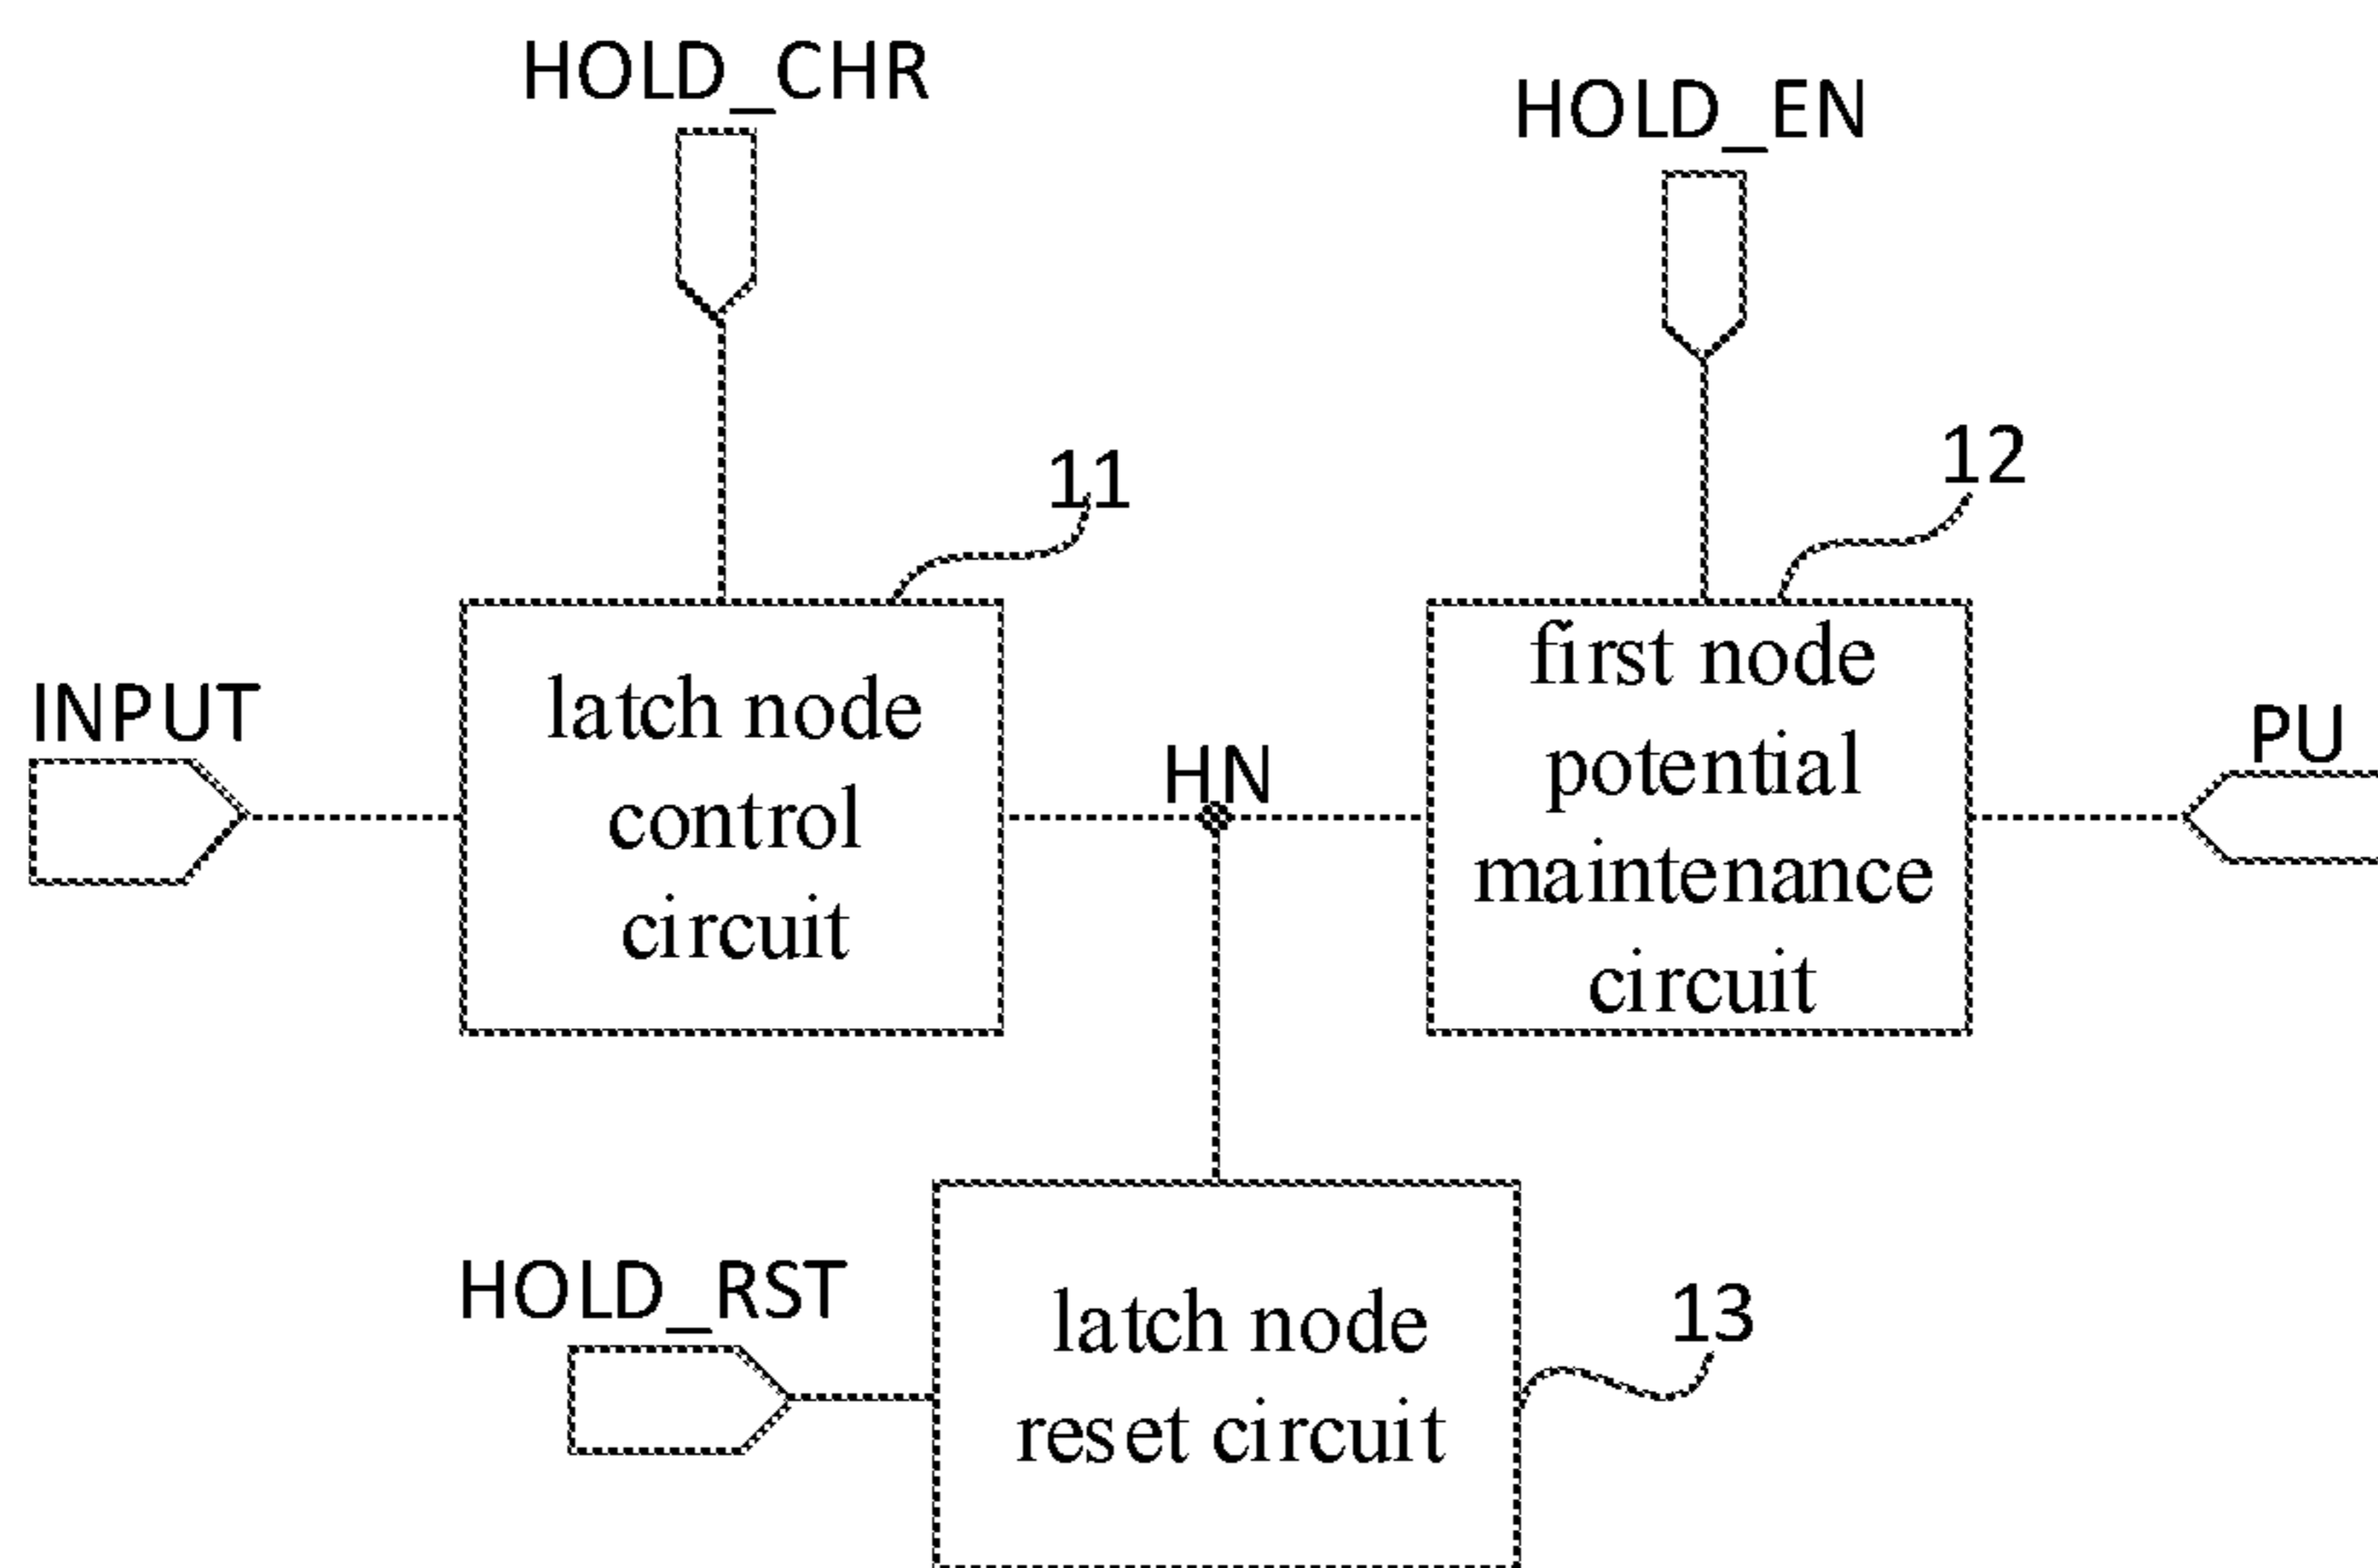 HOLD_CHR
HOLD_EN
11
12
INPUT
latch node
control
circuit
HN
first node
potential
maintenance
circuit
PU
HOLD_RST
latch node
reset circuit
13